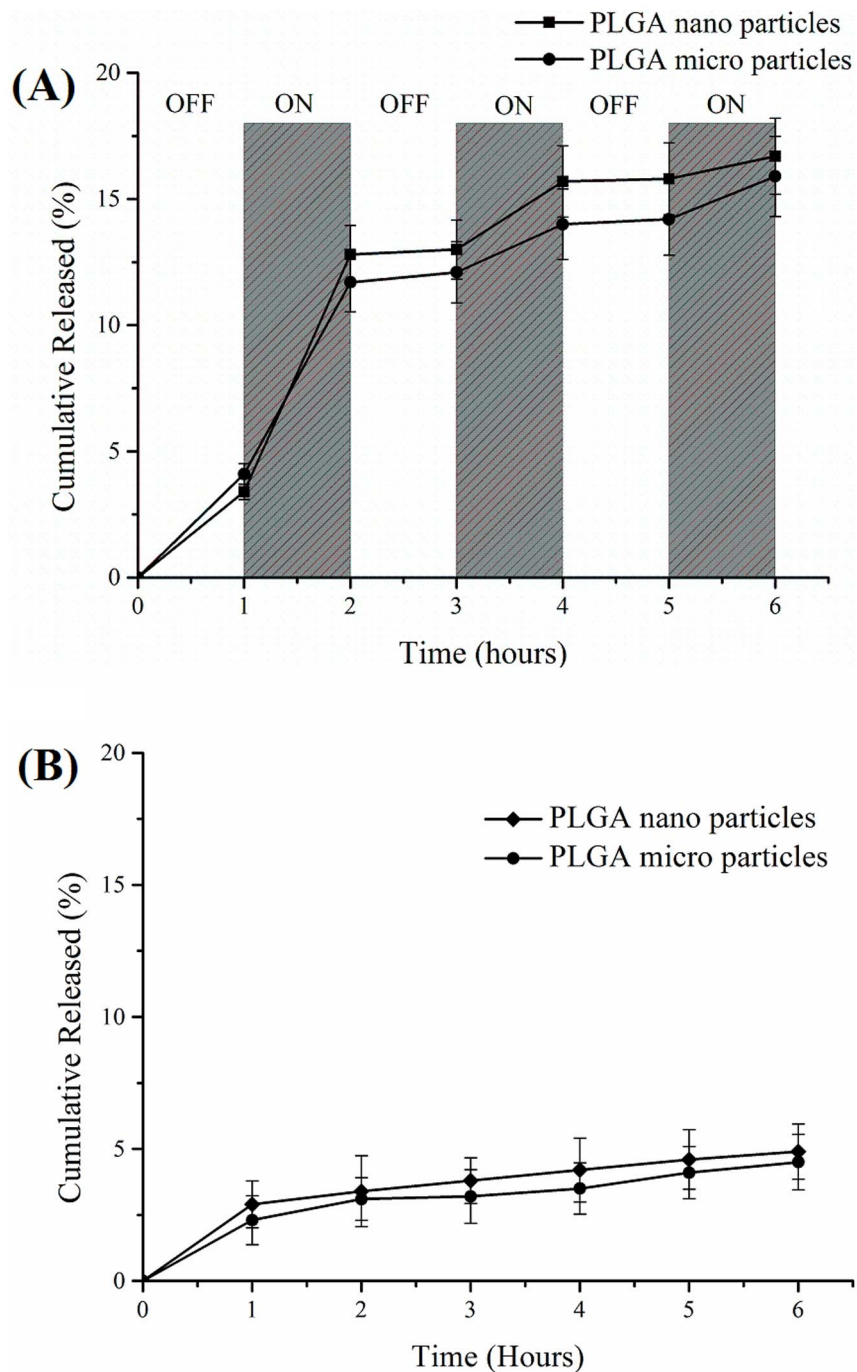 PLGA nano particles
PLGA micro particles
(A)
20
OFF ON OFF ON OFF ON
15
10
5
0
Cumulative Released (%)
0 1 2 3 4 5 6
Time (hours)
(B)
20
PLGA nano particles
PLGA micro particles
15
10
5
0
Cumulative Released (%)
0 1 2 3 4 5 6
Time (Hours)